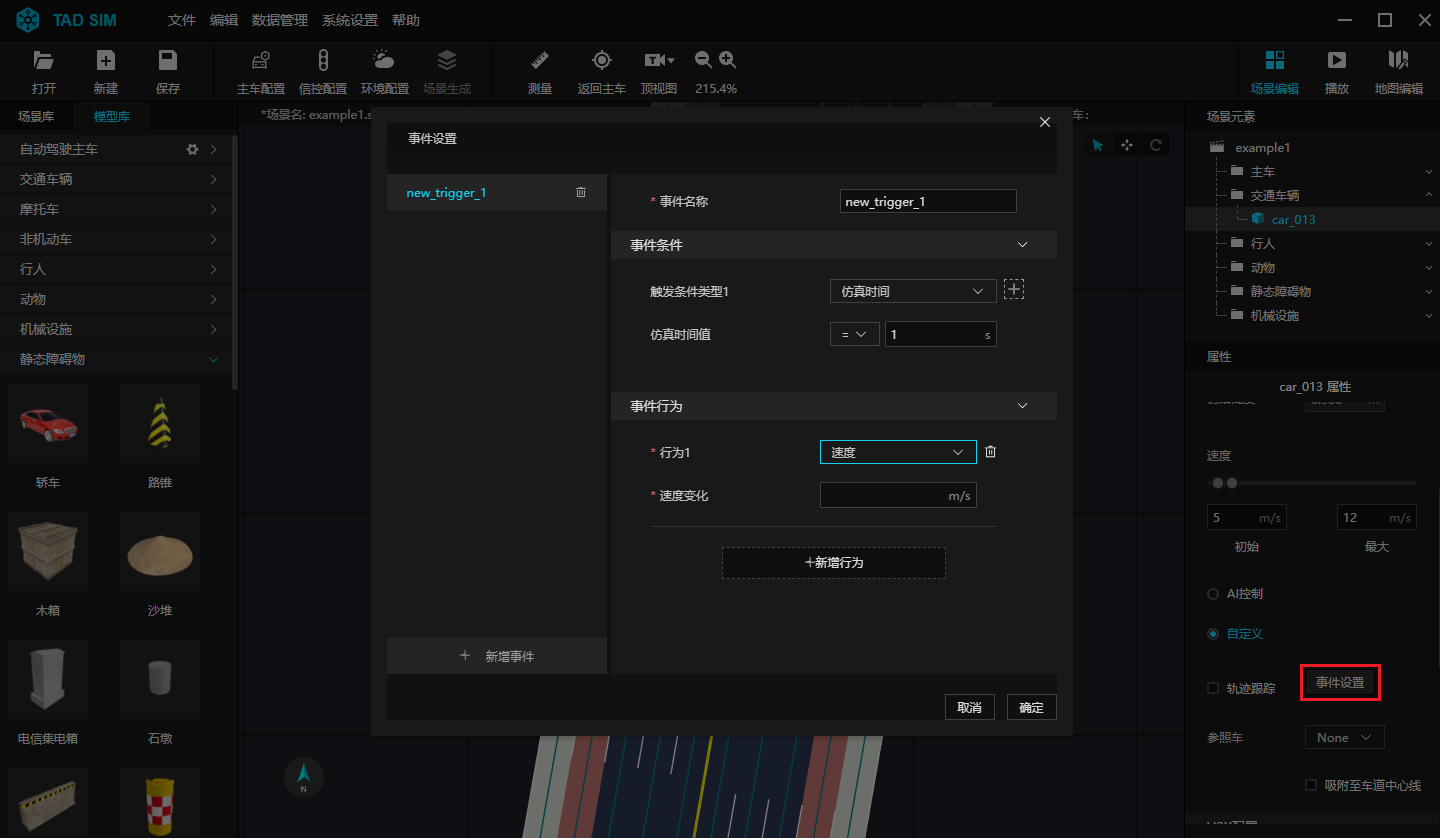 TAD SIM 文件 编辑 数据管理 系统设置 帮助
打开 新建 保存 主车配置 信控配置 环境配置 场景生成 测量 返回主车 顶视图 215.4% 场景编辑 播放 地图编辑
场景库 模型库
*场景名: example1.s
车:
自动驾驶主车
交通车辆
摩托车
非机动车
行人
动物
机械设施
静态障碍物
轿车 路锥
木箱 沙堆
电信集电箱 石墩
事件设置
new_trigger_1
* 事件名称 new_trigger_1
事件条件
触发条件类型1 仿真时间
仿真时间值 = 1 s
事件行为
* 行为1 速度
* 速度变化 m/s
+新增行为
+ 新增事件
取消 确定
N
场景元素
example1
主车
交通车辆
car_013
行人
动物
静态障碍物
机械设施
属性
car_013 属性
速度
5 m/s 12 m/s
初始 最大
AI控制
自定义
轨迹跟踪 事件设置
参照车 None
吸附至车道中心线